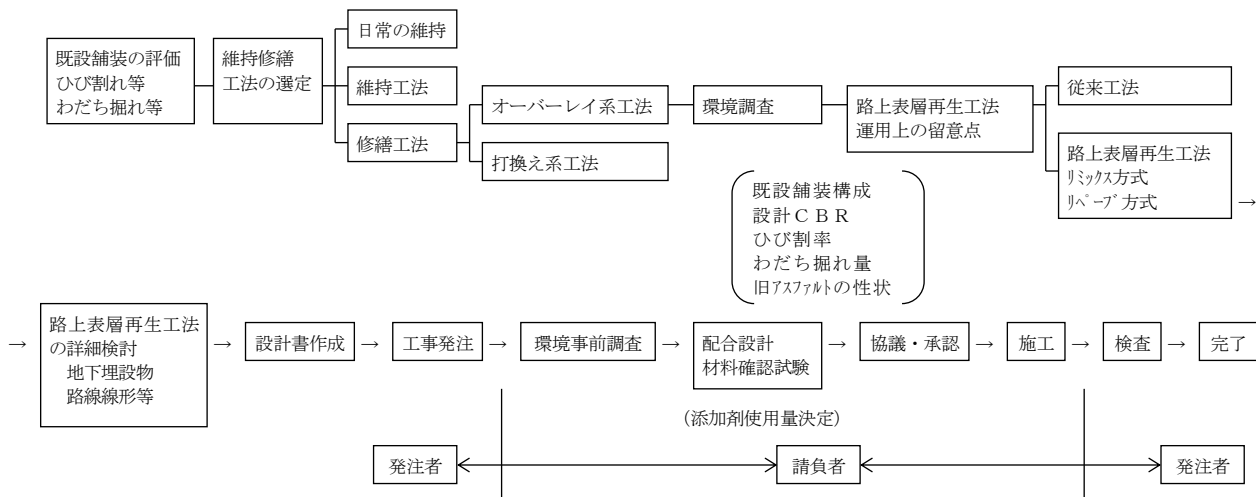 既設舗装の評価
ひび割れ等
わだち掘れ等
維持修繕
工法の選定
日常の維持
維持工法
修繕工法
オーバーレイ系工法
打換え系工法
環境調査
路上表層再生工法
運用上の留意点
従来工法
路上表層再生工法
ﾘﾐｯｸｽ方式
ﾘﾍﾟｰﾌﾞ方式
→
既設舗装構成
設計ＣＢＲ
ひび割率
わだち掘れ量
旧ｱｽﾌｧﾙﾄの性状
→
路上表層再生工法
の詳細検討
地下埋設物
路線線形等
→
設計書作成
→
工事発注
→
環境事前調査
→
配合設計
材料確認試験
→
協議・承認
→
施工
→
検査
→
完了
(添加剤使用量決定)
発注者
請負者
発注者